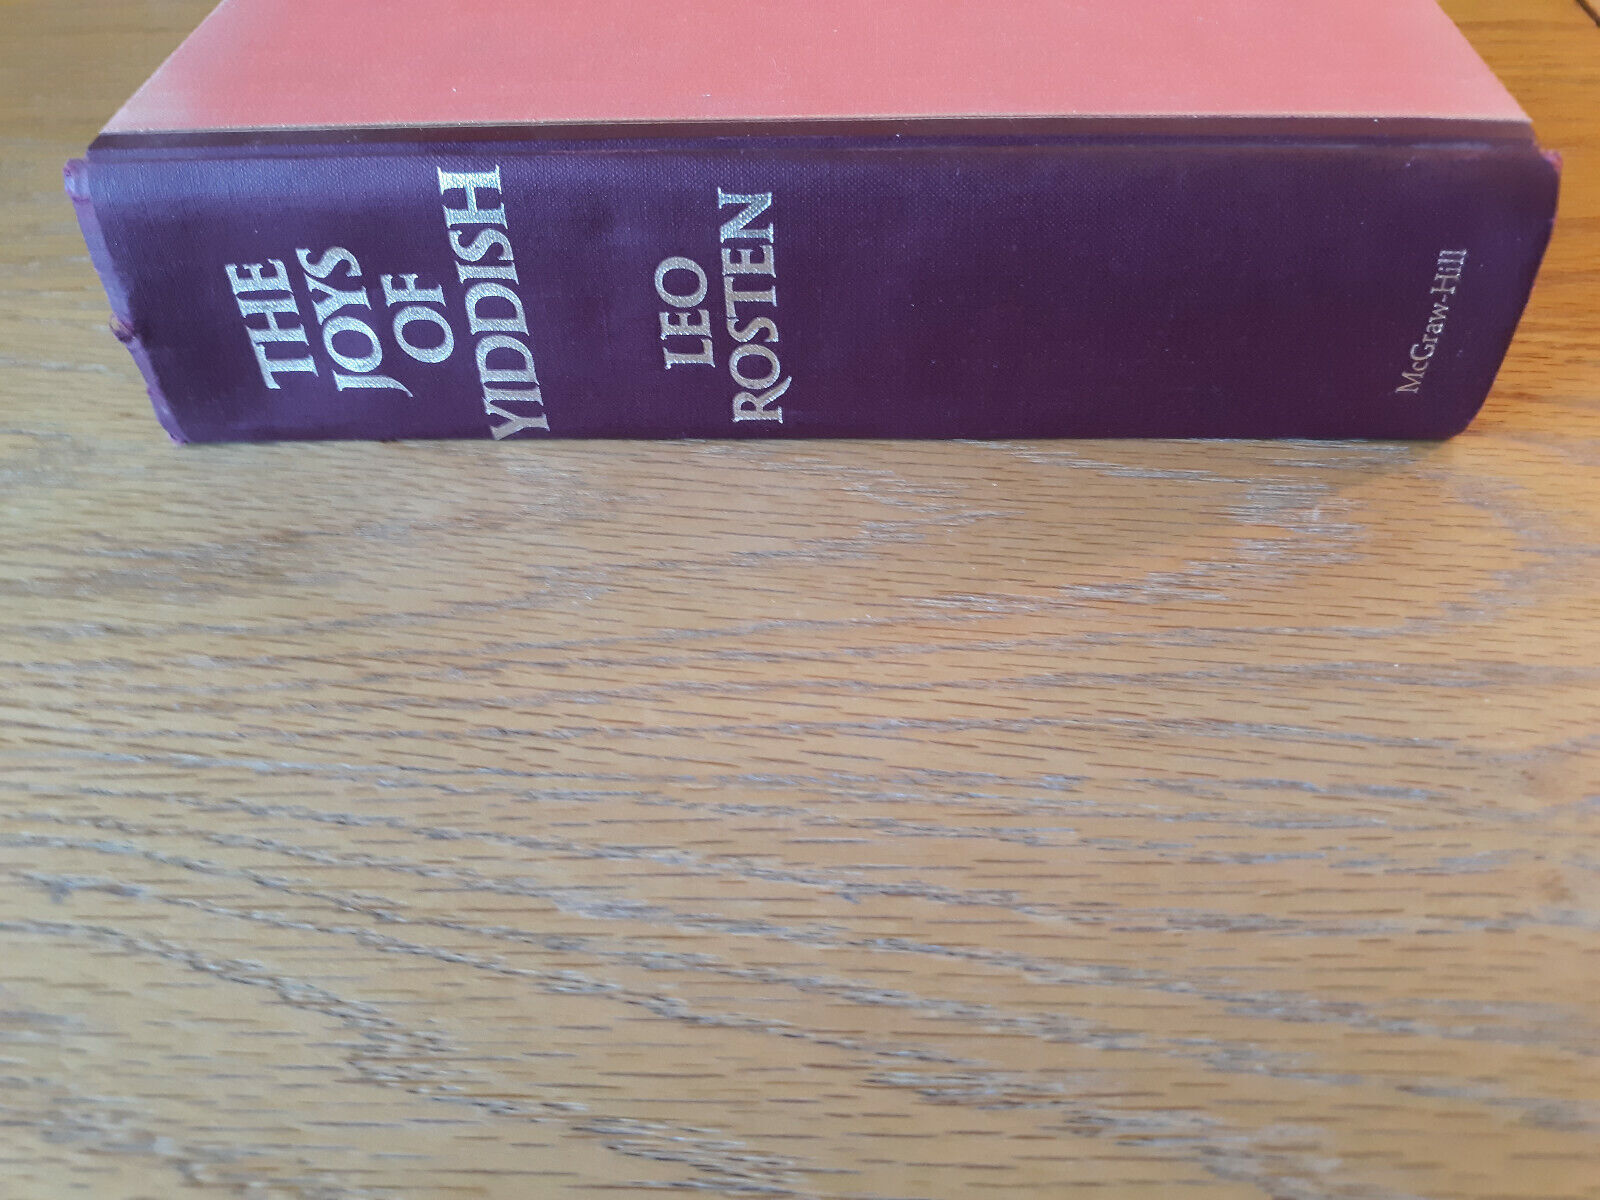 THE
JOYS
OF
YIDDISH
LEO
ROSTEN
McGraw-Hill